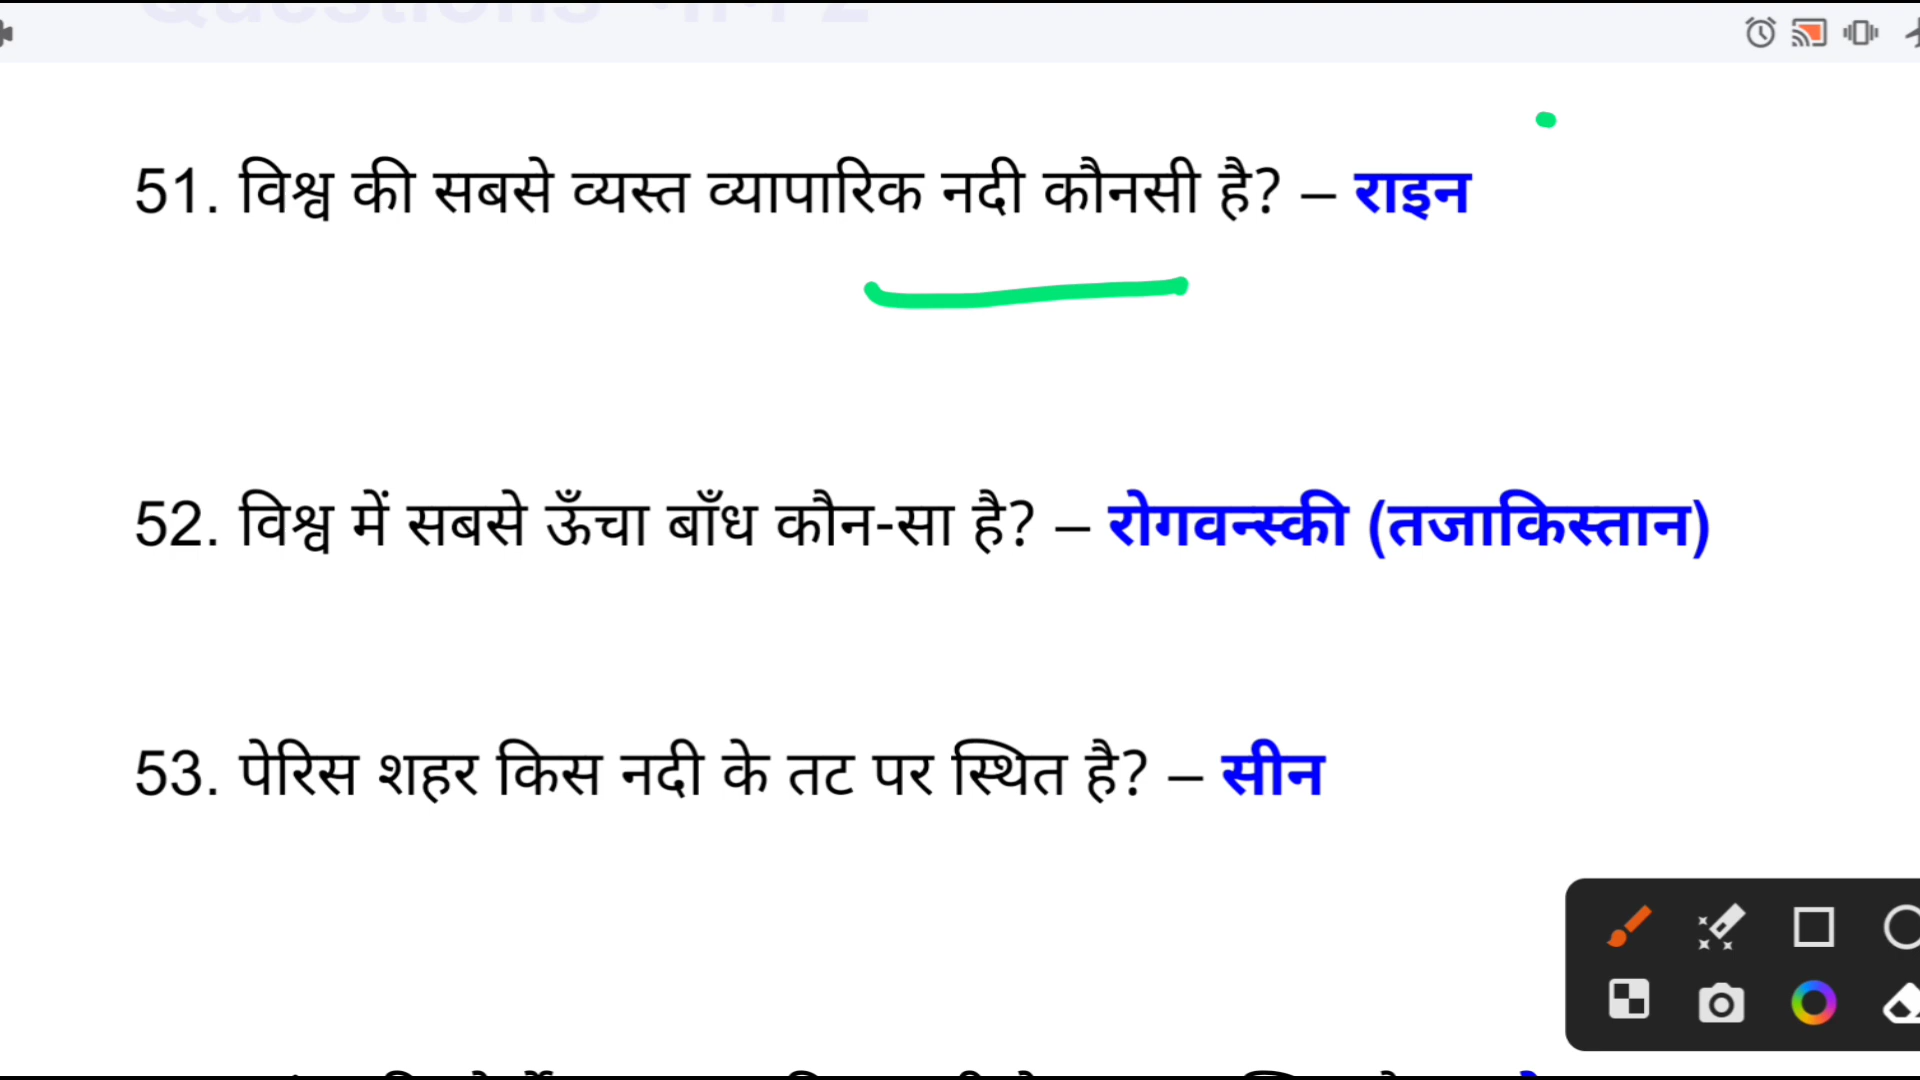 51. विश्व की सबसे व्यस्त व्यापारिक नदी कौनसी है? – राइन
52. विश्व में सबसे ऊँचा बाँध कौन-सा है? – रोगवन्स्की (तजाकिस्तान)
53. पेरिस शहर किस नदी के तट पर स्थित है? – सीन